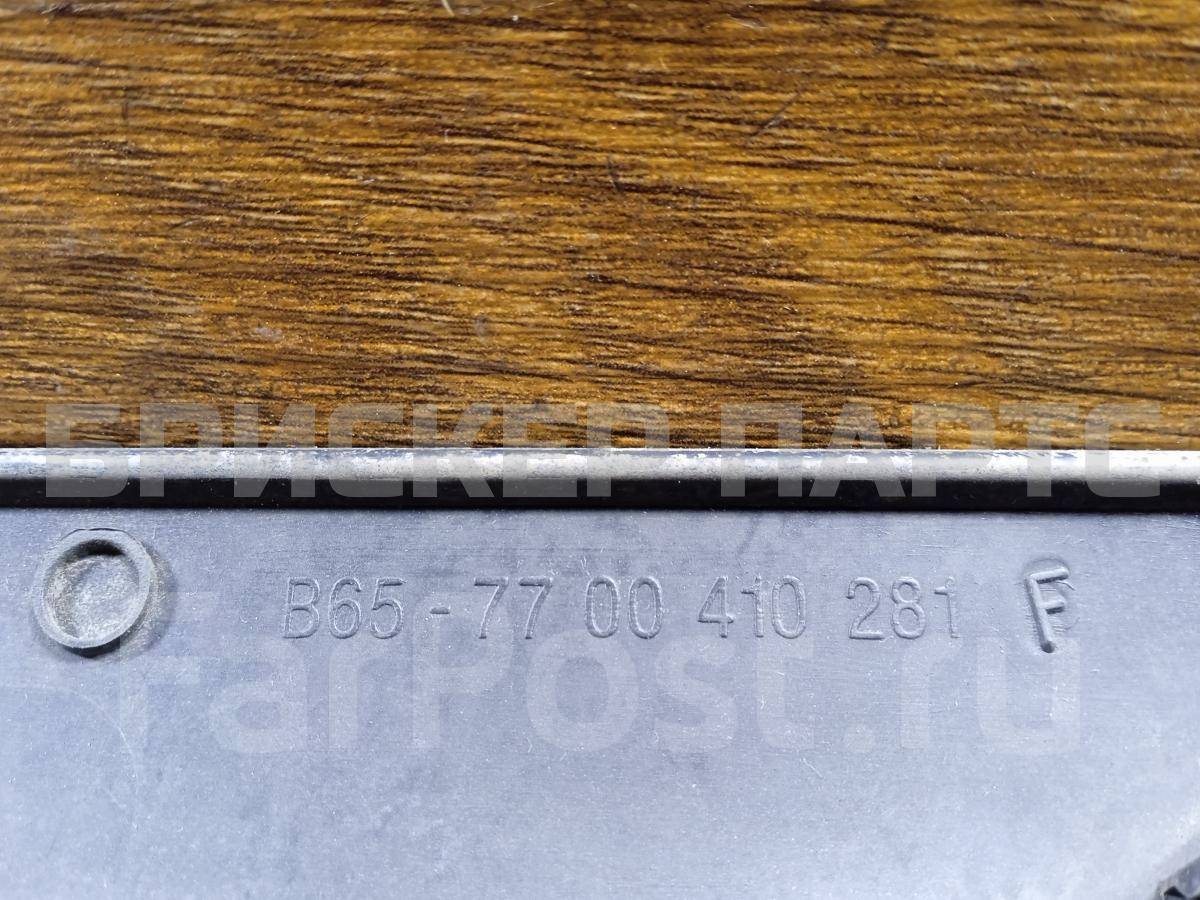 БРИСКЕР ПАРТС
B65-77 00 410 281 F
FarPost.ru